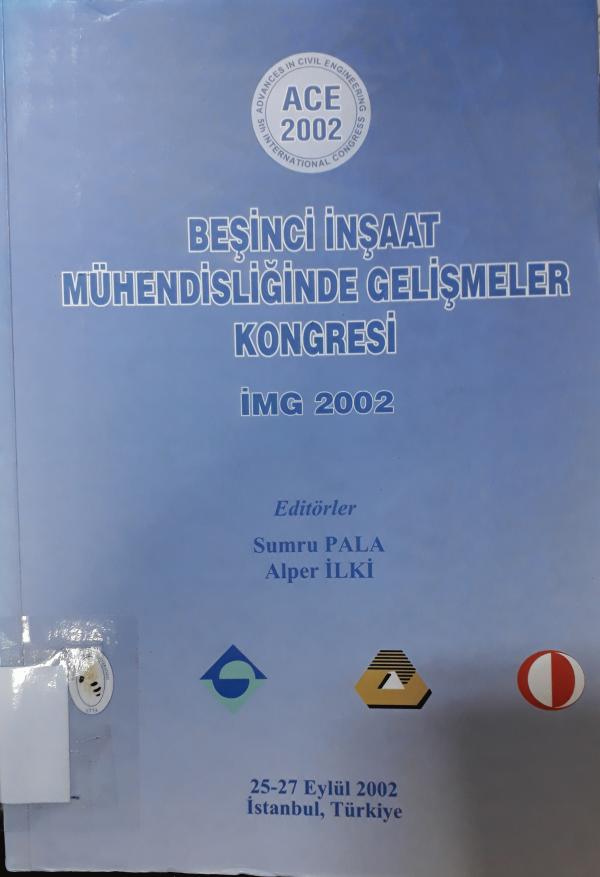 ADVANCES IN CIVIL ENGINEERING
5th INTERNATIONAL CONGRESS
ACE
2002
BEŞİNCİ İNŞAAT
MÜHENDİSLİĞİNDE GELİŞMELER
KONGRESİ
İMG 2002
Editörler
Sumru PALA
Alper İLKİ
25-27 Eylül 2002
İstanbul, Türkiye